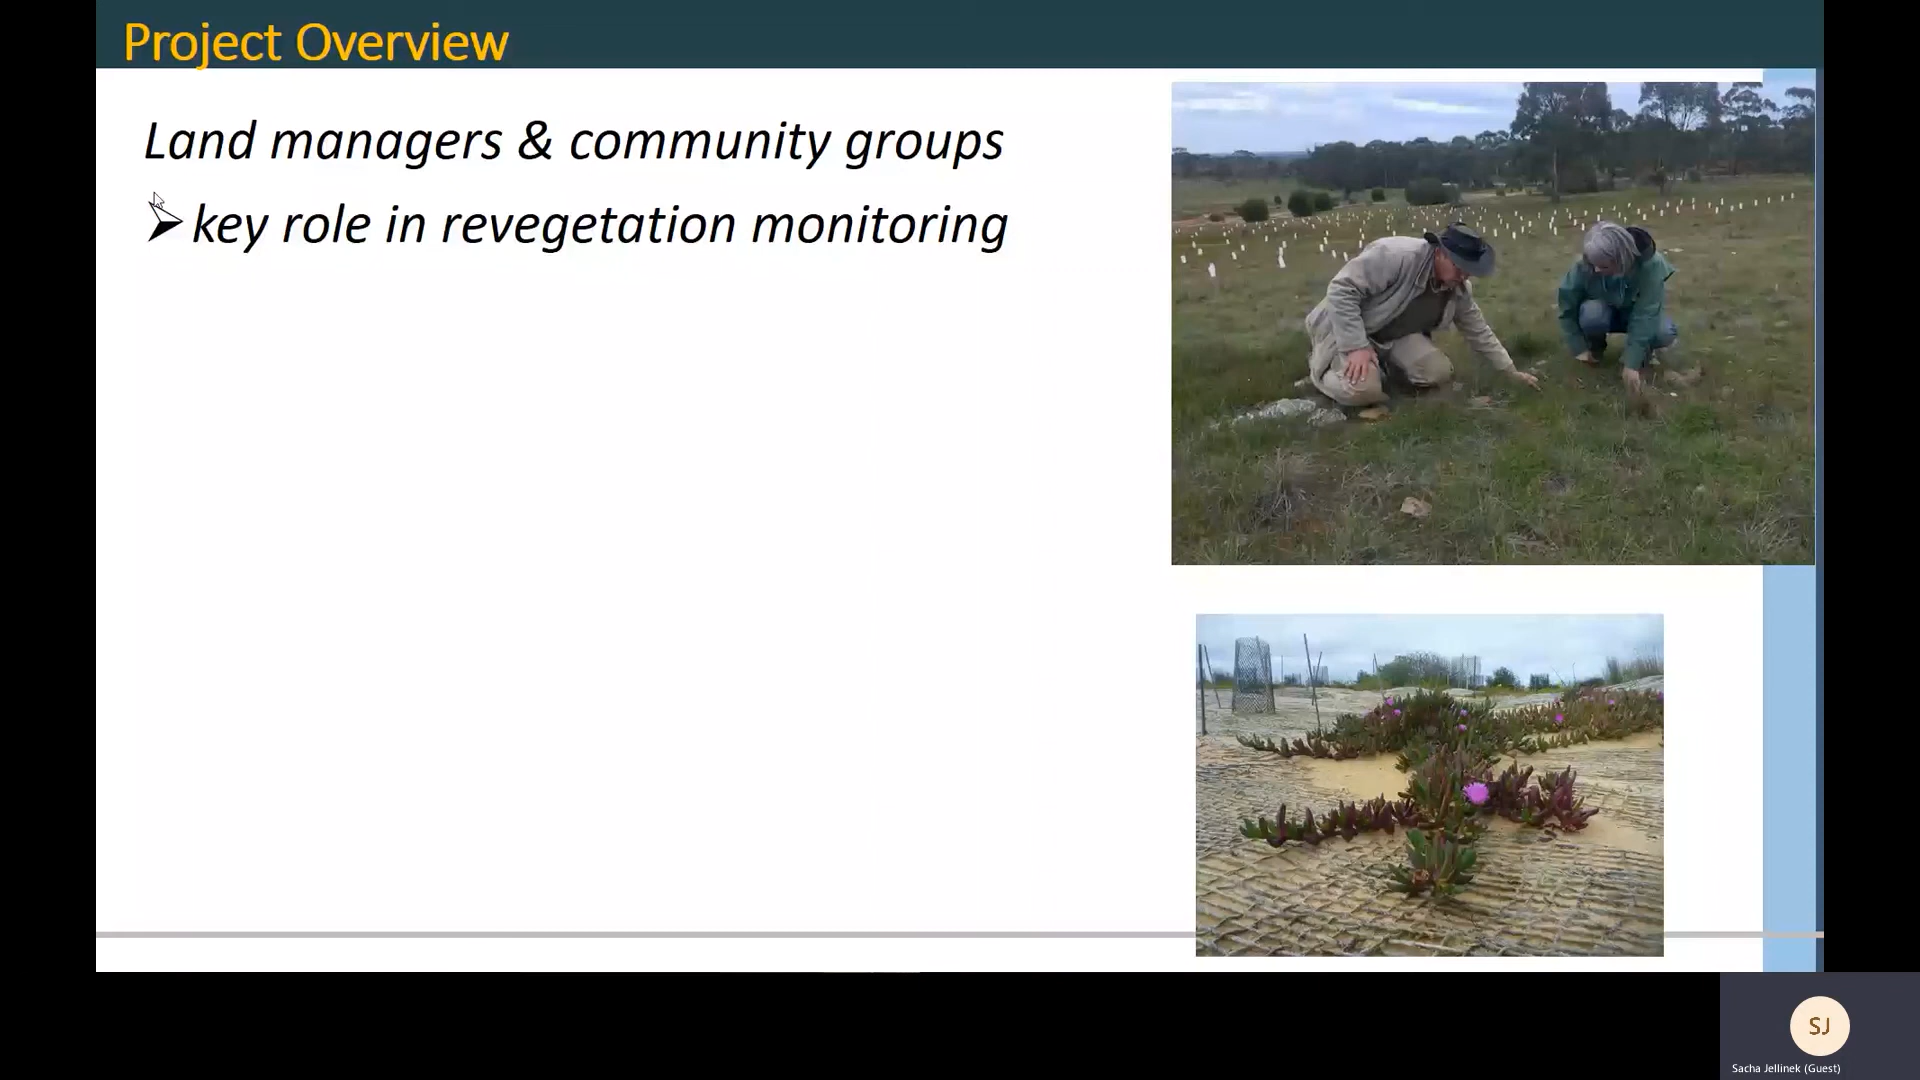 Project Overview
Land managers & community groups
➢ key role in revegetation monitoring
SJ
Sacha Jellinek (Guest)